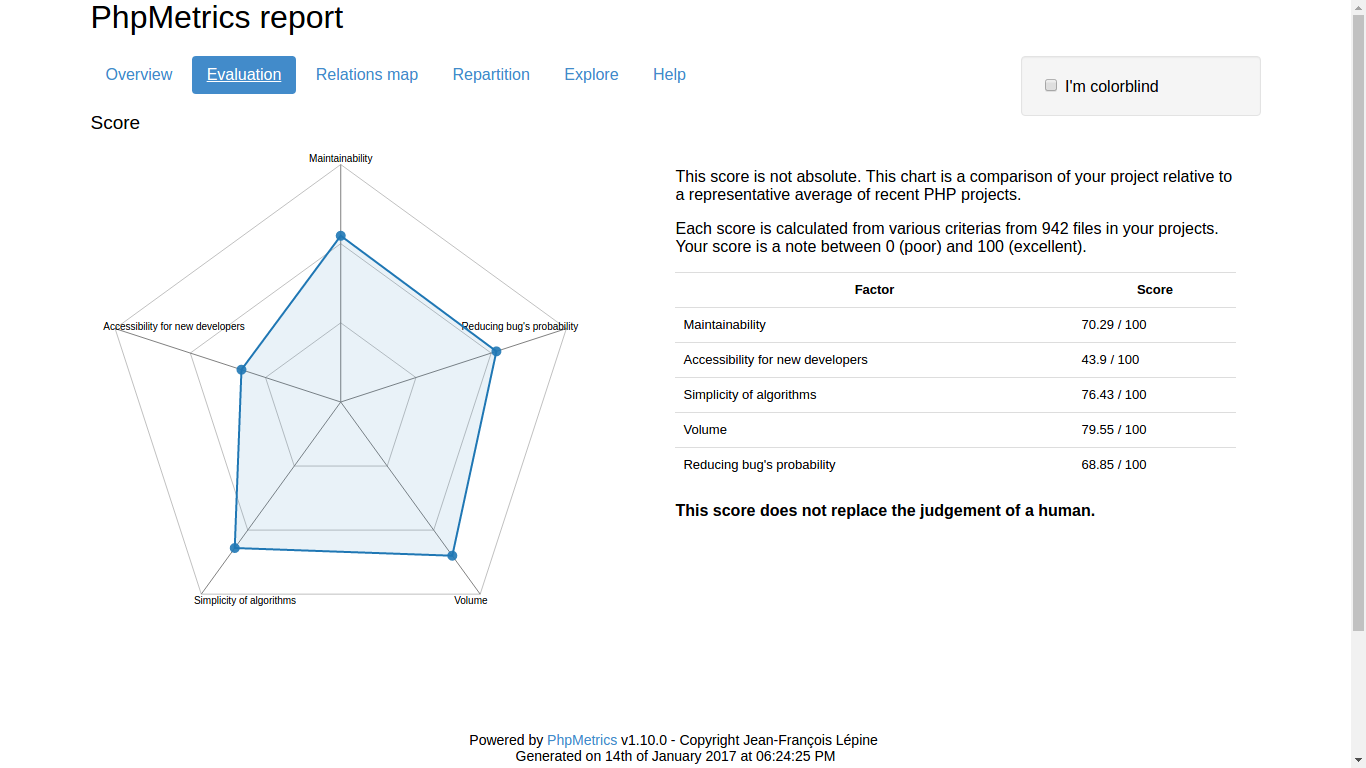 PhpMetrics report
Overview
Evaluation
Relations map
Repartition
Explore
Help
I'm colorblind
Score
Maintainability
Accessibility for new developers
Reducing bug's probability
Simplicity of algorithms
Volume
This score is not absolute. This chart is a comparison of your project relative to
a representative average of recent PHP projects.
Each score is calculated from various criterias from 942 files in your projects.
Your score is a note between 0 (poor) and 100 (excellent).
Factor Score
Maintainability 70.29 / 100
Accessibility for new developers 43.9 / 100
Simplicity of algorithms 76.43 / 100
Volume 79.55 / 100
Reducing bug's probability 68.85 / 100
This score does not replace the judgement of a human.
Powered by PhpMetrics v1.10.0 - Copyright Jean-François Lépine
Generated on 14th of January 2017 at 06:24:25 PM